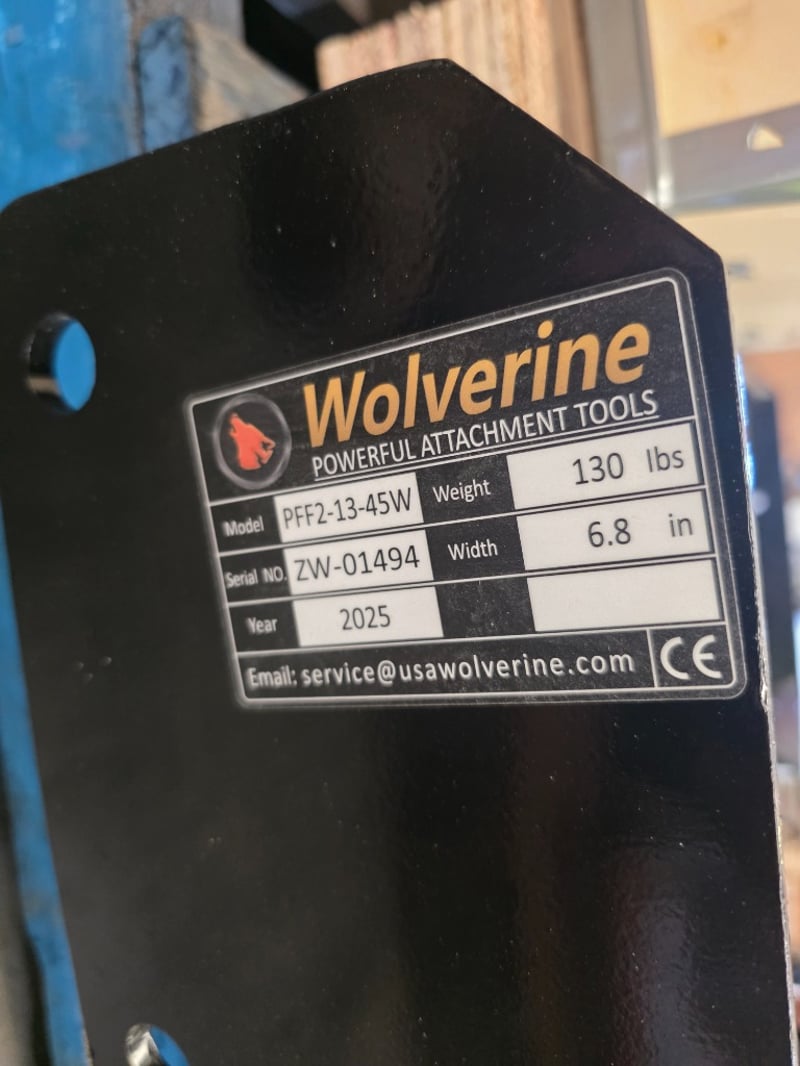 Wolverine
POWERFUL ATTACHMENT TOOLS
Model PFF2-13-45W Weight 130 lbs
Serial NO. ZW-01494 Width 6.8 in
Year 2025
Email: service@usawolverine.com CE